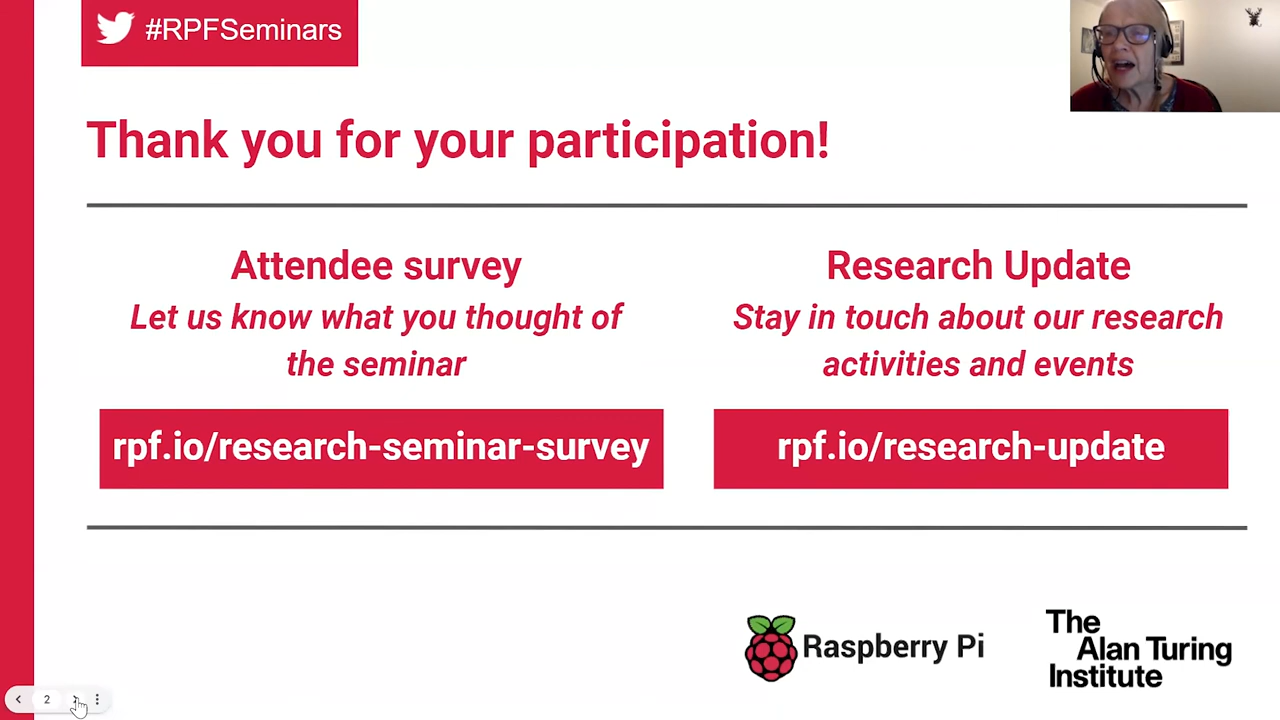 #RPFSeminars
Thank you for your participation!
Attendee survey
Let us know what you thought of
the seminar
rpf.io/research-seminar-survey
Research Update
Stay in touch about our research
activities and events
rpf.io/research-update
Raspberry Pi
The
Alan Turing
Institute
2